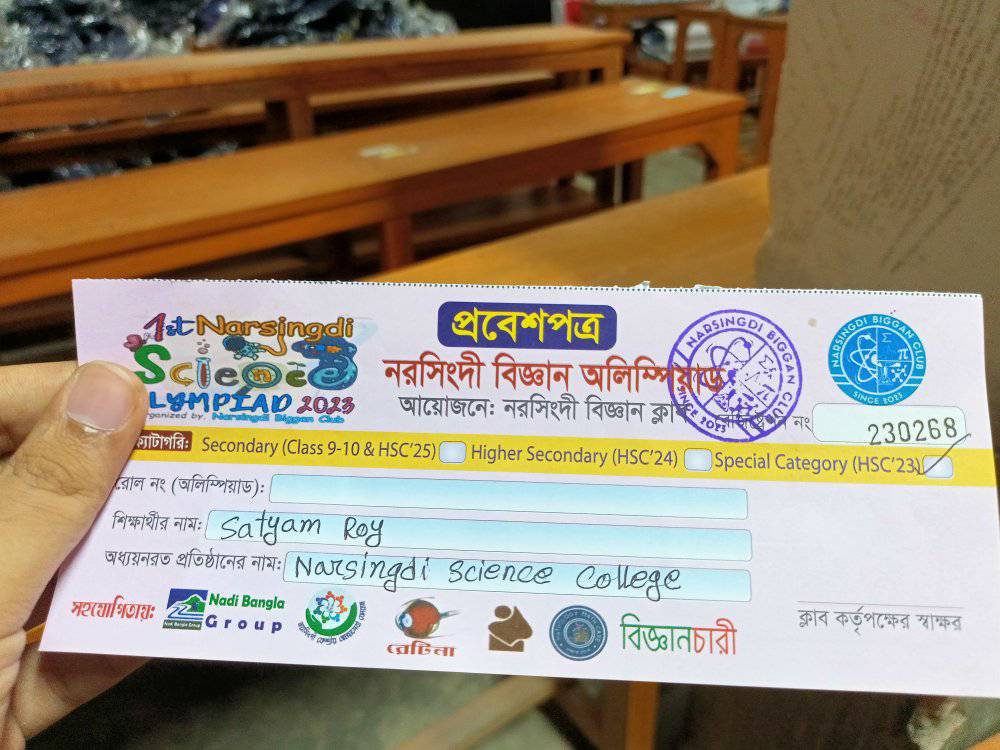 1st Narsingdi
Science
OLYMPIAD 2023
Organized by: Narsingdi Biggan Club
প্রবেশপত্র
নরসিংদী বিজ্ঞান অলিম্পিয়াড
আয়োজনে: নরসিংদী বিজ্ঞান ক্লাব
NARSINGDI BIGGAN CLUB
SINCE 2023
NARSINGDI BIGGAN CLUB
SINCE 2023
নং
230268
ক্যাটাগরি: Secondary (Class 9-10 & HSC'25) Higher Secondary (HSC'24) Special Category (HSC'23)
রোল নং (অলিম্পিয়াড):
শিক্ষার্থীর নাম: Satyam Roy
অধ্যয়নরত প্রতিষ্ঠানের নাম: Narsingdi Science College
ক্লাব কর্তৃপক্ষের স্বাক্ষর
সহযোগিতায়: Nadi Bangla Group
Nadi Bangla Group
রেটিনা
বিজ্ঞানচারী